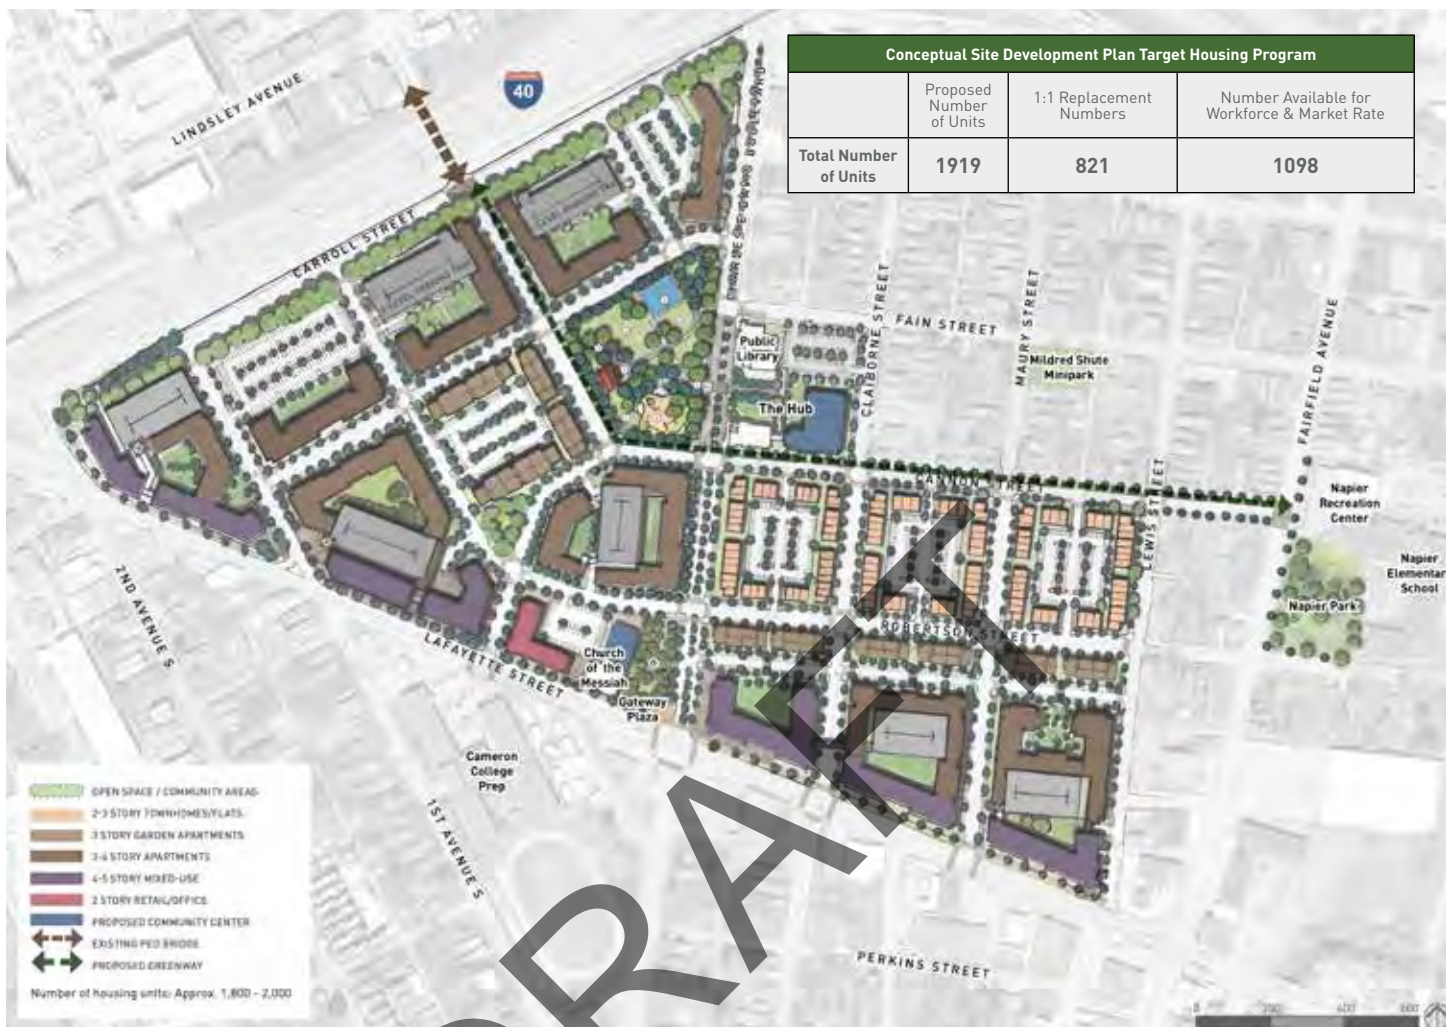 Conceptual Site Development Plan Target Housing Program
Proposed
Number
of Units
1:1 Replacement
Numbers
Number Available for
Workforce & Market Rate
Total Number
of Units
1919
821
1098
40
LINDSLEY AVENUE
CARROLL STREET
CLAIBORNE STREET
FAIN STREET
MAURY STREET
FAIRFIELD AVENUE
Public
Library
Mildred Shute
Minipark
The Hub
CANNON STREET
LEWIS STREET
Napier
Recreation
Center
Napier
Elementary
School
Napier Park
ROBERTSON STREET
2ND AVENUE S
LAFAYETTE STREET
Church
of the
Messiah
Gateway
Plaza
Cameron
College
Prep
1ST AVENUE S
PERKINS STREET
OPEN SPACE / COMMUNITY AREAS
2-3 STORY TOWNHOMES/FLATS
3 STORY GARDEN APARTMENTS
3-4 STORY APARTMENTS
4-5 STORY MIXED-USE
2 STORY RETAIL/OFFICE
PROPOSED COMMUNITY CENTER
EXISTING PED BRIDGE
PROPOSED GREENWAY
Number of housing units: Approx. 1,800 - 2,000
0 200 400 800
DRAFT